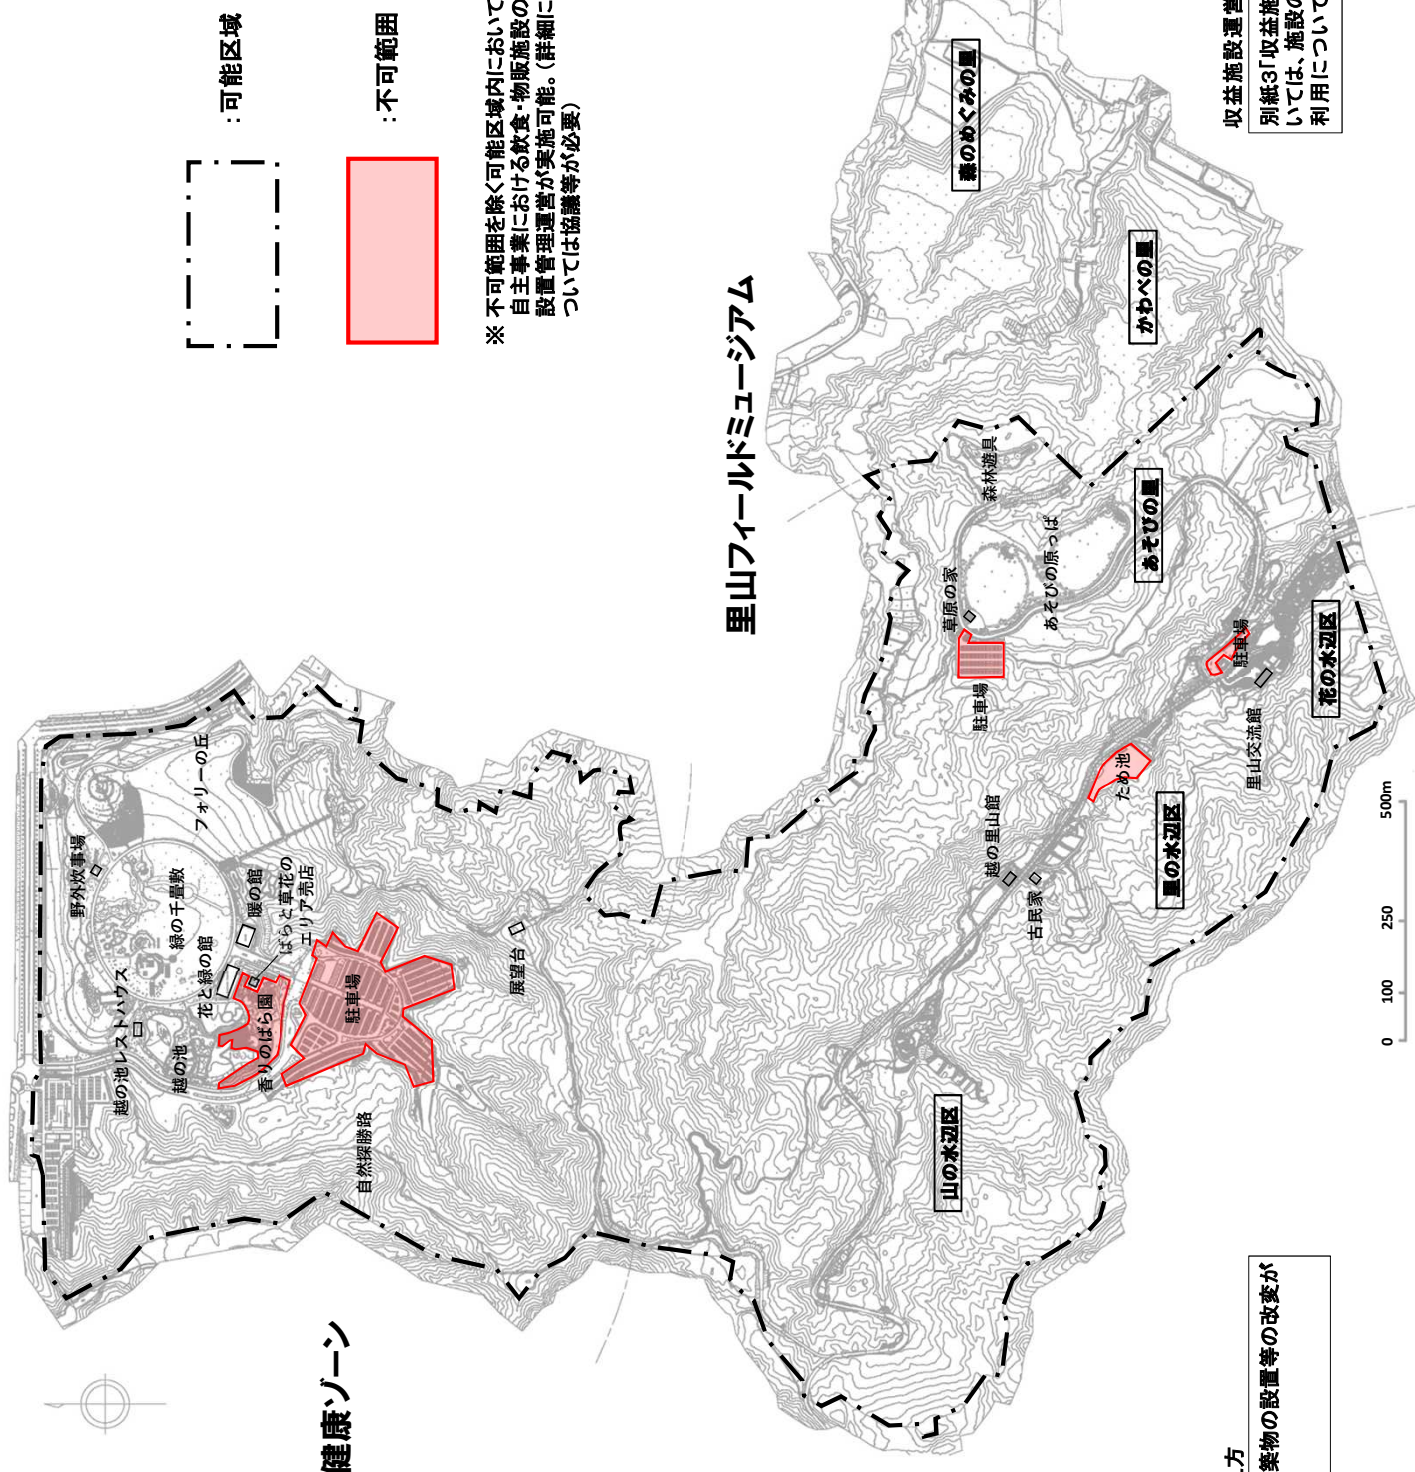 ：可能区域
：不可範囲
※ 不可範囲を除く可能区域内において
自主事業における飲食・物販施設の
設置管理運営が実施可能。（詳細に
ついては協議等が必要）
収益施設運営
別紙3「収益施
いては、施設の
利用について
里山フィールドミュージアム
健康ゾーン
森のめぐみの里
かわべの里
あそびの里
花の水辺区
里の水辺区
山の水辺区
森林遊具
草原の家
あそびの原っぱ
駐車場
駐車場
里山交流館
ため池
越の里山館
古民家
フォリーの丘
野外炊事場
緑の千畳敷
暖の館
ばらと草花の
エリア売店
花と緑の館
越の池レストハウス
越の池
香りのばら園
駐車場
展望台
自然探勝路
0
100
250
500m
方
築物の設置等の改変が